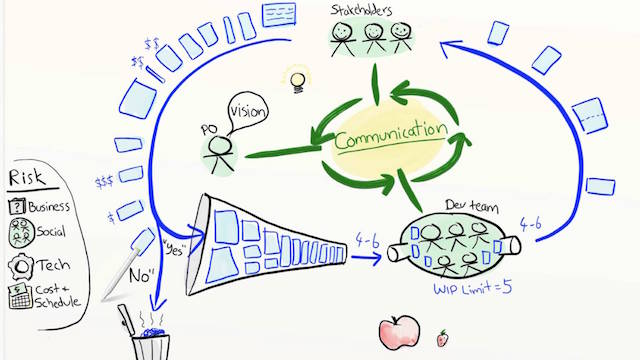 Stakeholders
$$
$$
vision
PO
Communication
Risk
? Business
Social
Tech
Cost +
Schedule
$$$
$
"Yes"
"No"
4-6
Dev team
4-6
WIP Limit = 5